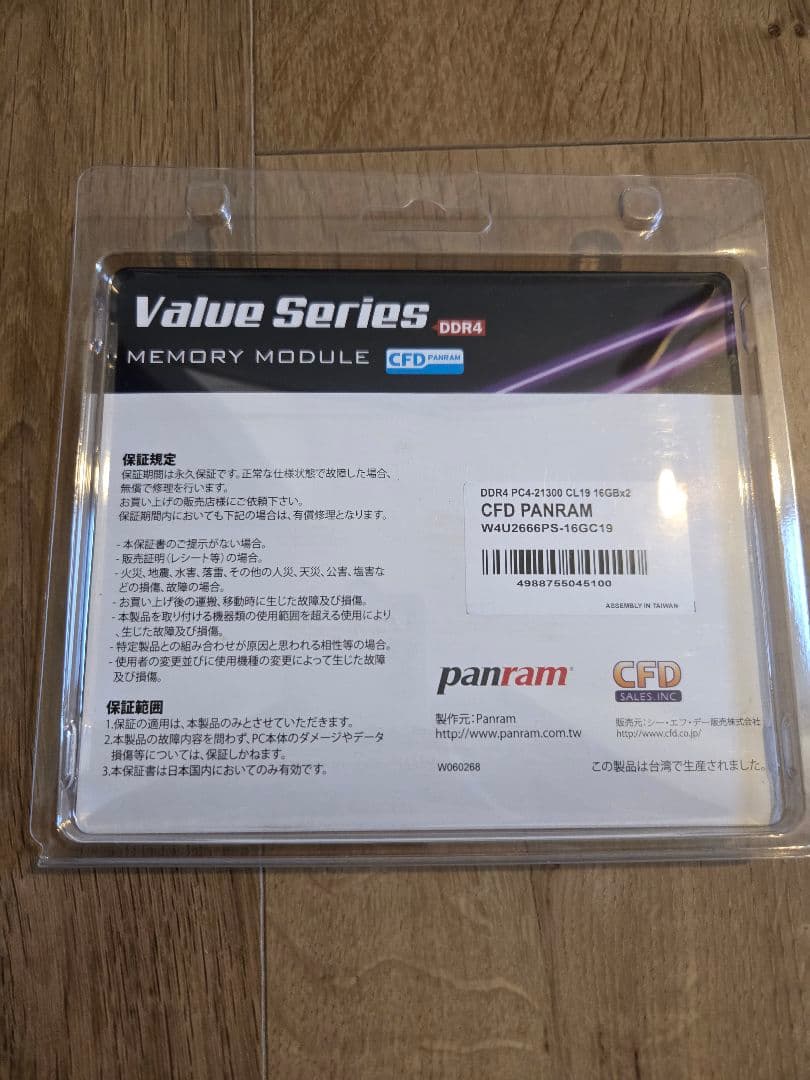 Value Series DDR4
MEMORY MODULE CFD PANRAM
保証規定
保証期間は永久保証です。正常な仕様状態で故障した場合、
無償で修理を行います。
お買い上げの販売店様にご依頼下さい。
保証期間内においても下記の場合は、有償修理となります。
- 本保証書のご提示がない場合。
- 販売証明（レシート等）の場合。
- 火災、地震、水害、落雷、その他の人災、天災、公害、塩害な
どの損傷、故障の場合。
- お買い上げ後の運搬、移動時に生じた故障及び損傷。
- 本製品を取り付ける機器類の使用範囲を超える使用により
、生じた故障及び損傷。
- 特定製品との組み合わせが原因と思われる相性等の場合。
- 使用者の変更並びに使用機種の変更によって生じた故障
及び損傷。
保証範囲
1.保証の適用は、本製品のみとさせていただきます。
2.本製品の故障内容を問わず、PC本体のダメージやデータ
損傷等については、保証しかねます。
3.本保証書は日本国内においてのみ有効です。
DDR4 PC4-21300 CL19 16GBx2
CFD PANRAM
W4U2666PS-16GC19
4988755045100
ASSEMBLY IN TAIWAN
panram
製作元：Panram
http://www.panram.com.tw
W060268
CFD
SALES.INC
販売元：シー・エフ・デー販売株式会社
http://www.cfd.co.jp/
この製品は台湾で生産されました。